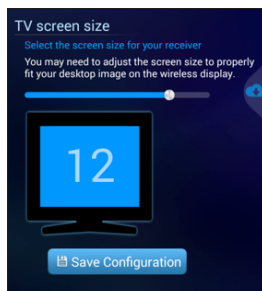 TV screen size
Select the screen size for your receiver
You may need to adjust the screen size to properly
fit your desktop image on the wireless display.
12
Save Configuration